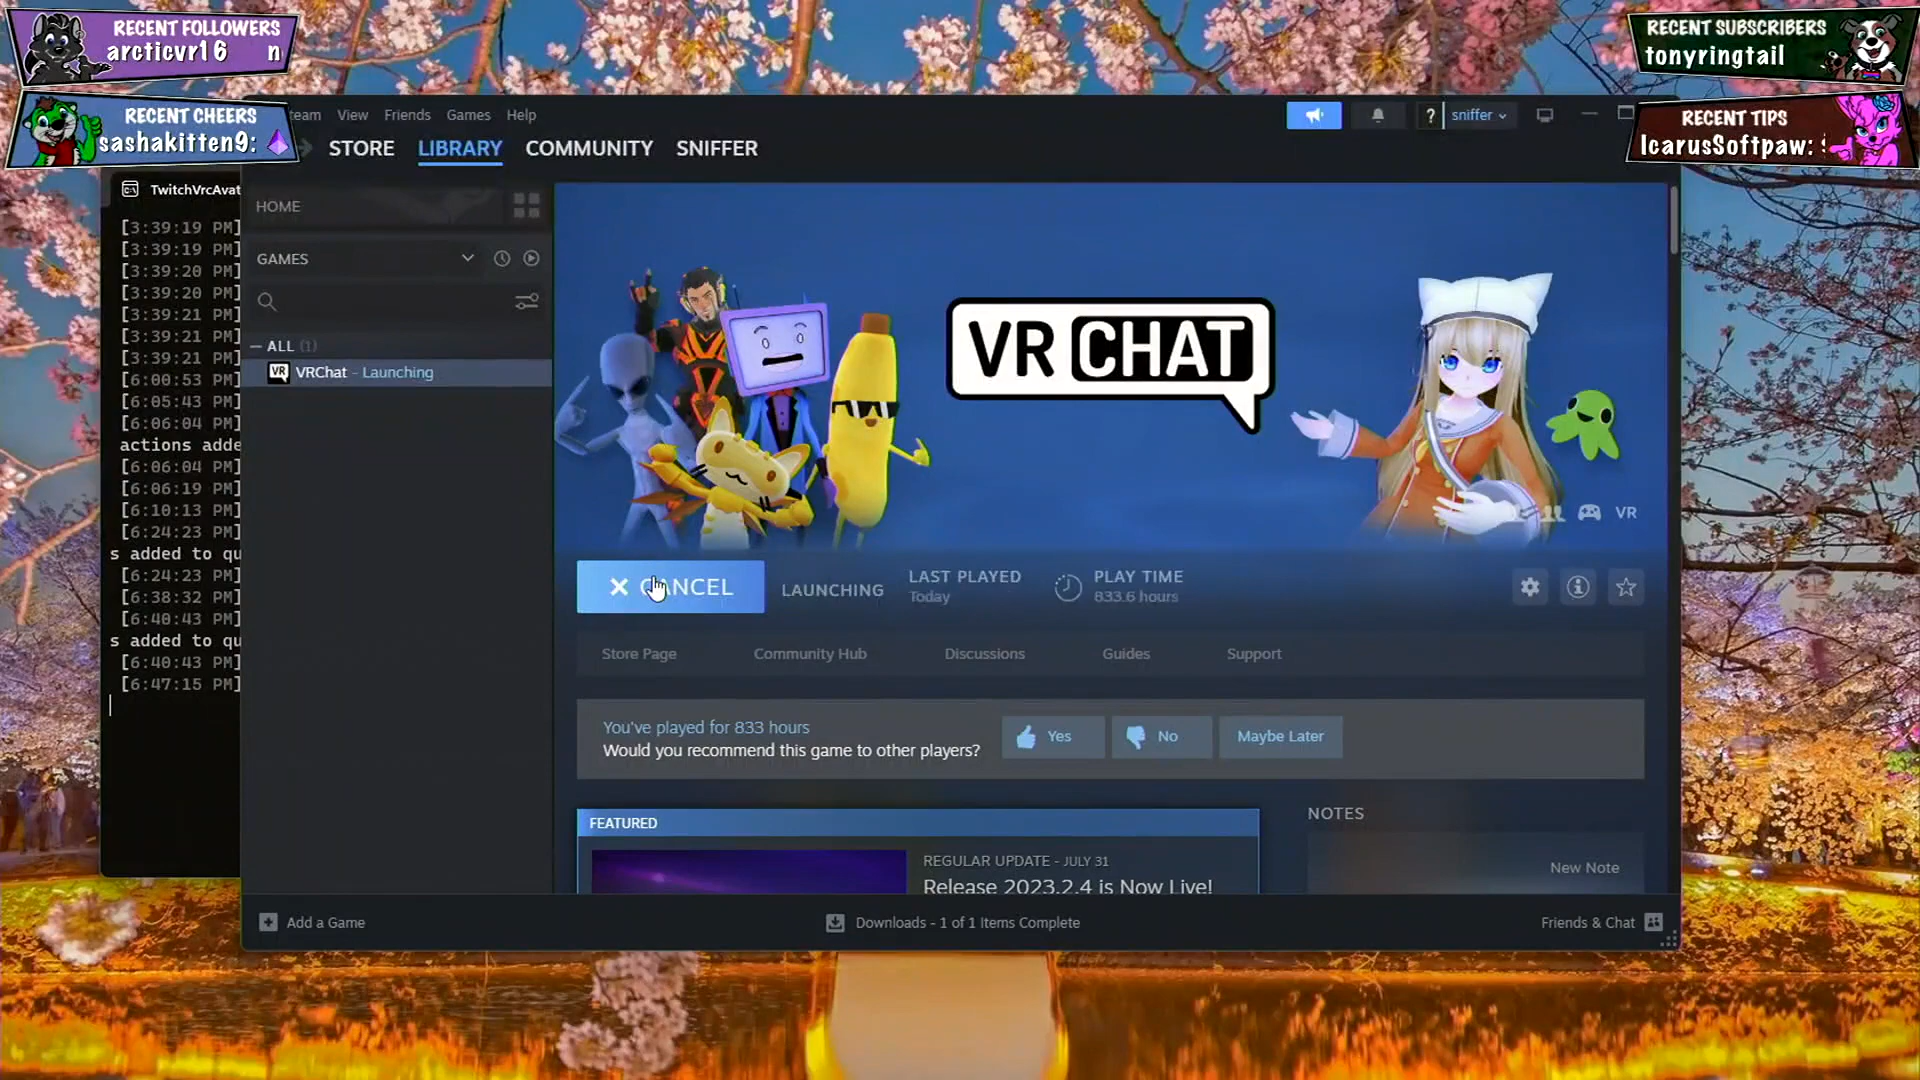 RECENT FOLLOWERS
arcticvr16 n
RECENT CHEERS
sashakitten9:
RECENT SUBSCRIBERS
tonyringtail
RECENT TIPS
IcarusSoftpaw:
team View Friends Games Help
? sniffer
STORE LIBRARY COMMUNITY SNIFFER
TwitchVrcAvat
[3:39:19 PM]
[3:39:19 PM]
[3:39:20 PM]
[3:39:20 PM]
[3:39:21 PM]
[3:39:21 PM]
[3:39:21 PM]
[6:00:53 PM]
[6:05:43 PM]
[6:06:04 PM]
actions adde
[6:06:04 PM]
[6:06:19 PM]
[6:10:13 PM]
[6:24:23 PM]
s added to qu
[6:24:23 PM]
[6:38:32 PM]
[6:40:43 PM]
s added to qu
[6:40:43 PM]
[6:47:15 PM]
HOME
GAMES
ALL (1)
VR VRChat - Launching
VR CHAT
VR
CANCEL
LAUNCHING
LAST PLAYED
Today
PLAY TIME
833.6 hours
Store Page Community Hub Discussions Guides Support
You've played for 833 hours
Would you recommend this game to other players?
Yes No Maybe Later
FEATURED
REGULAR UPDATE - JULY 31
Release 2023.2.4 is Now Live!
NOTES
New Note
Add a Game
Downloads - 1 of 1 Items Complete
Friends & Chat